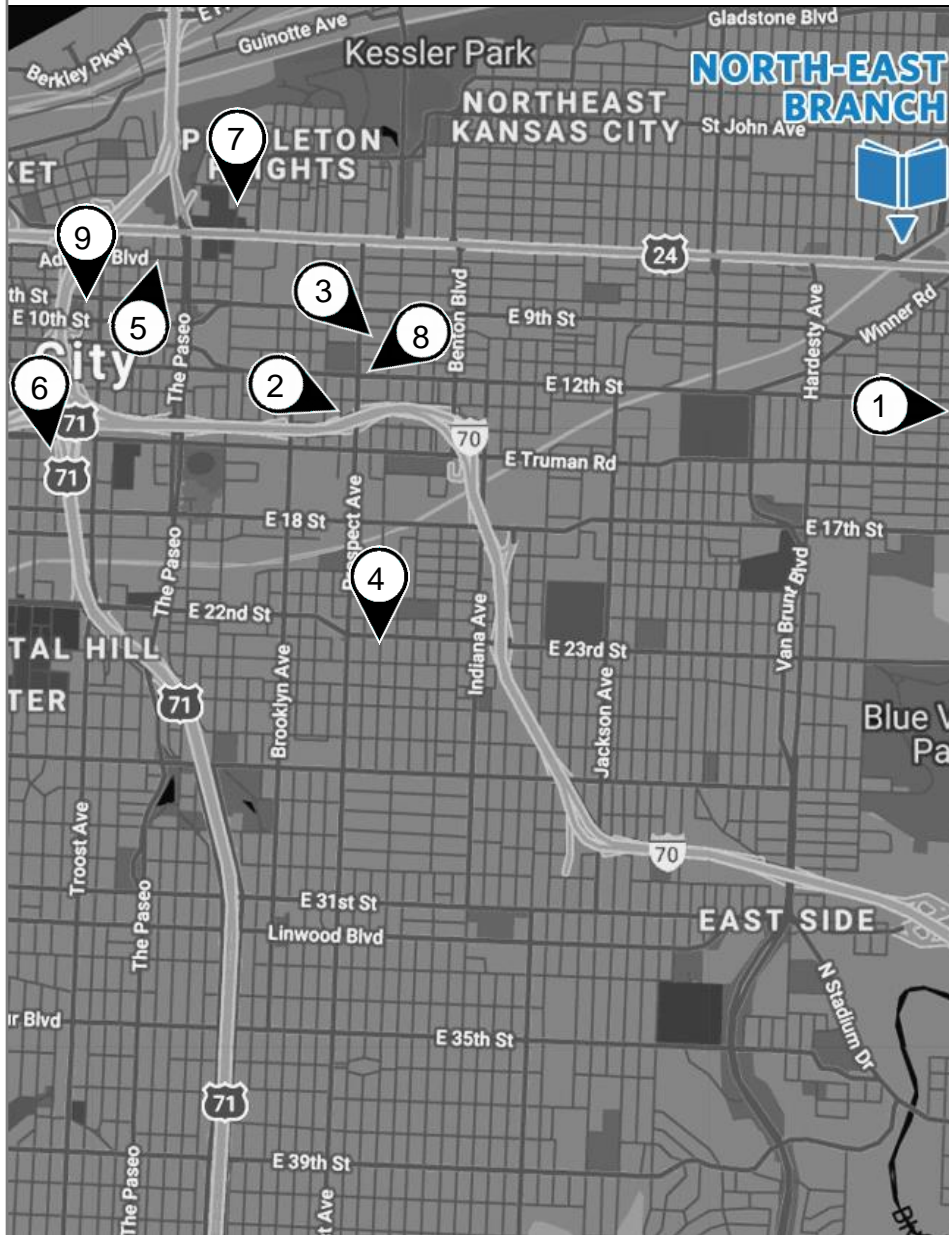 Gladstone Blvd
Guinotte Ave
Berkley Pkwy
Kessler Park
NORTH-EAST
BRANCH
NORTHEAST
KANSAS CITY
St John Ave
7
KET
9
24
Blvd
th St
E 10th St
5
3
8
E 9th St
Benton Blvd
Hardesty Ave
Winner Rd
The Paseo
City
6
2
E 12th St
1
71
70
71
E Truman Rd
E 18 St
Prospect Ave
E 17th St
4
The Paseo
E 22nd St
Indiana Ave
E 23rd St
Van Brunt Blvd
TAL HILL
TER
71
Brooklyn Ave
Jackson Ave
Blue V
Pa
Troost Ave
70
The Paseo
E 31st St
Linwood Blvd
EAST SIDE
N Stadium Dr
ur Blvd
E 35th St
71
E 39th St
The Paseo
t Ave